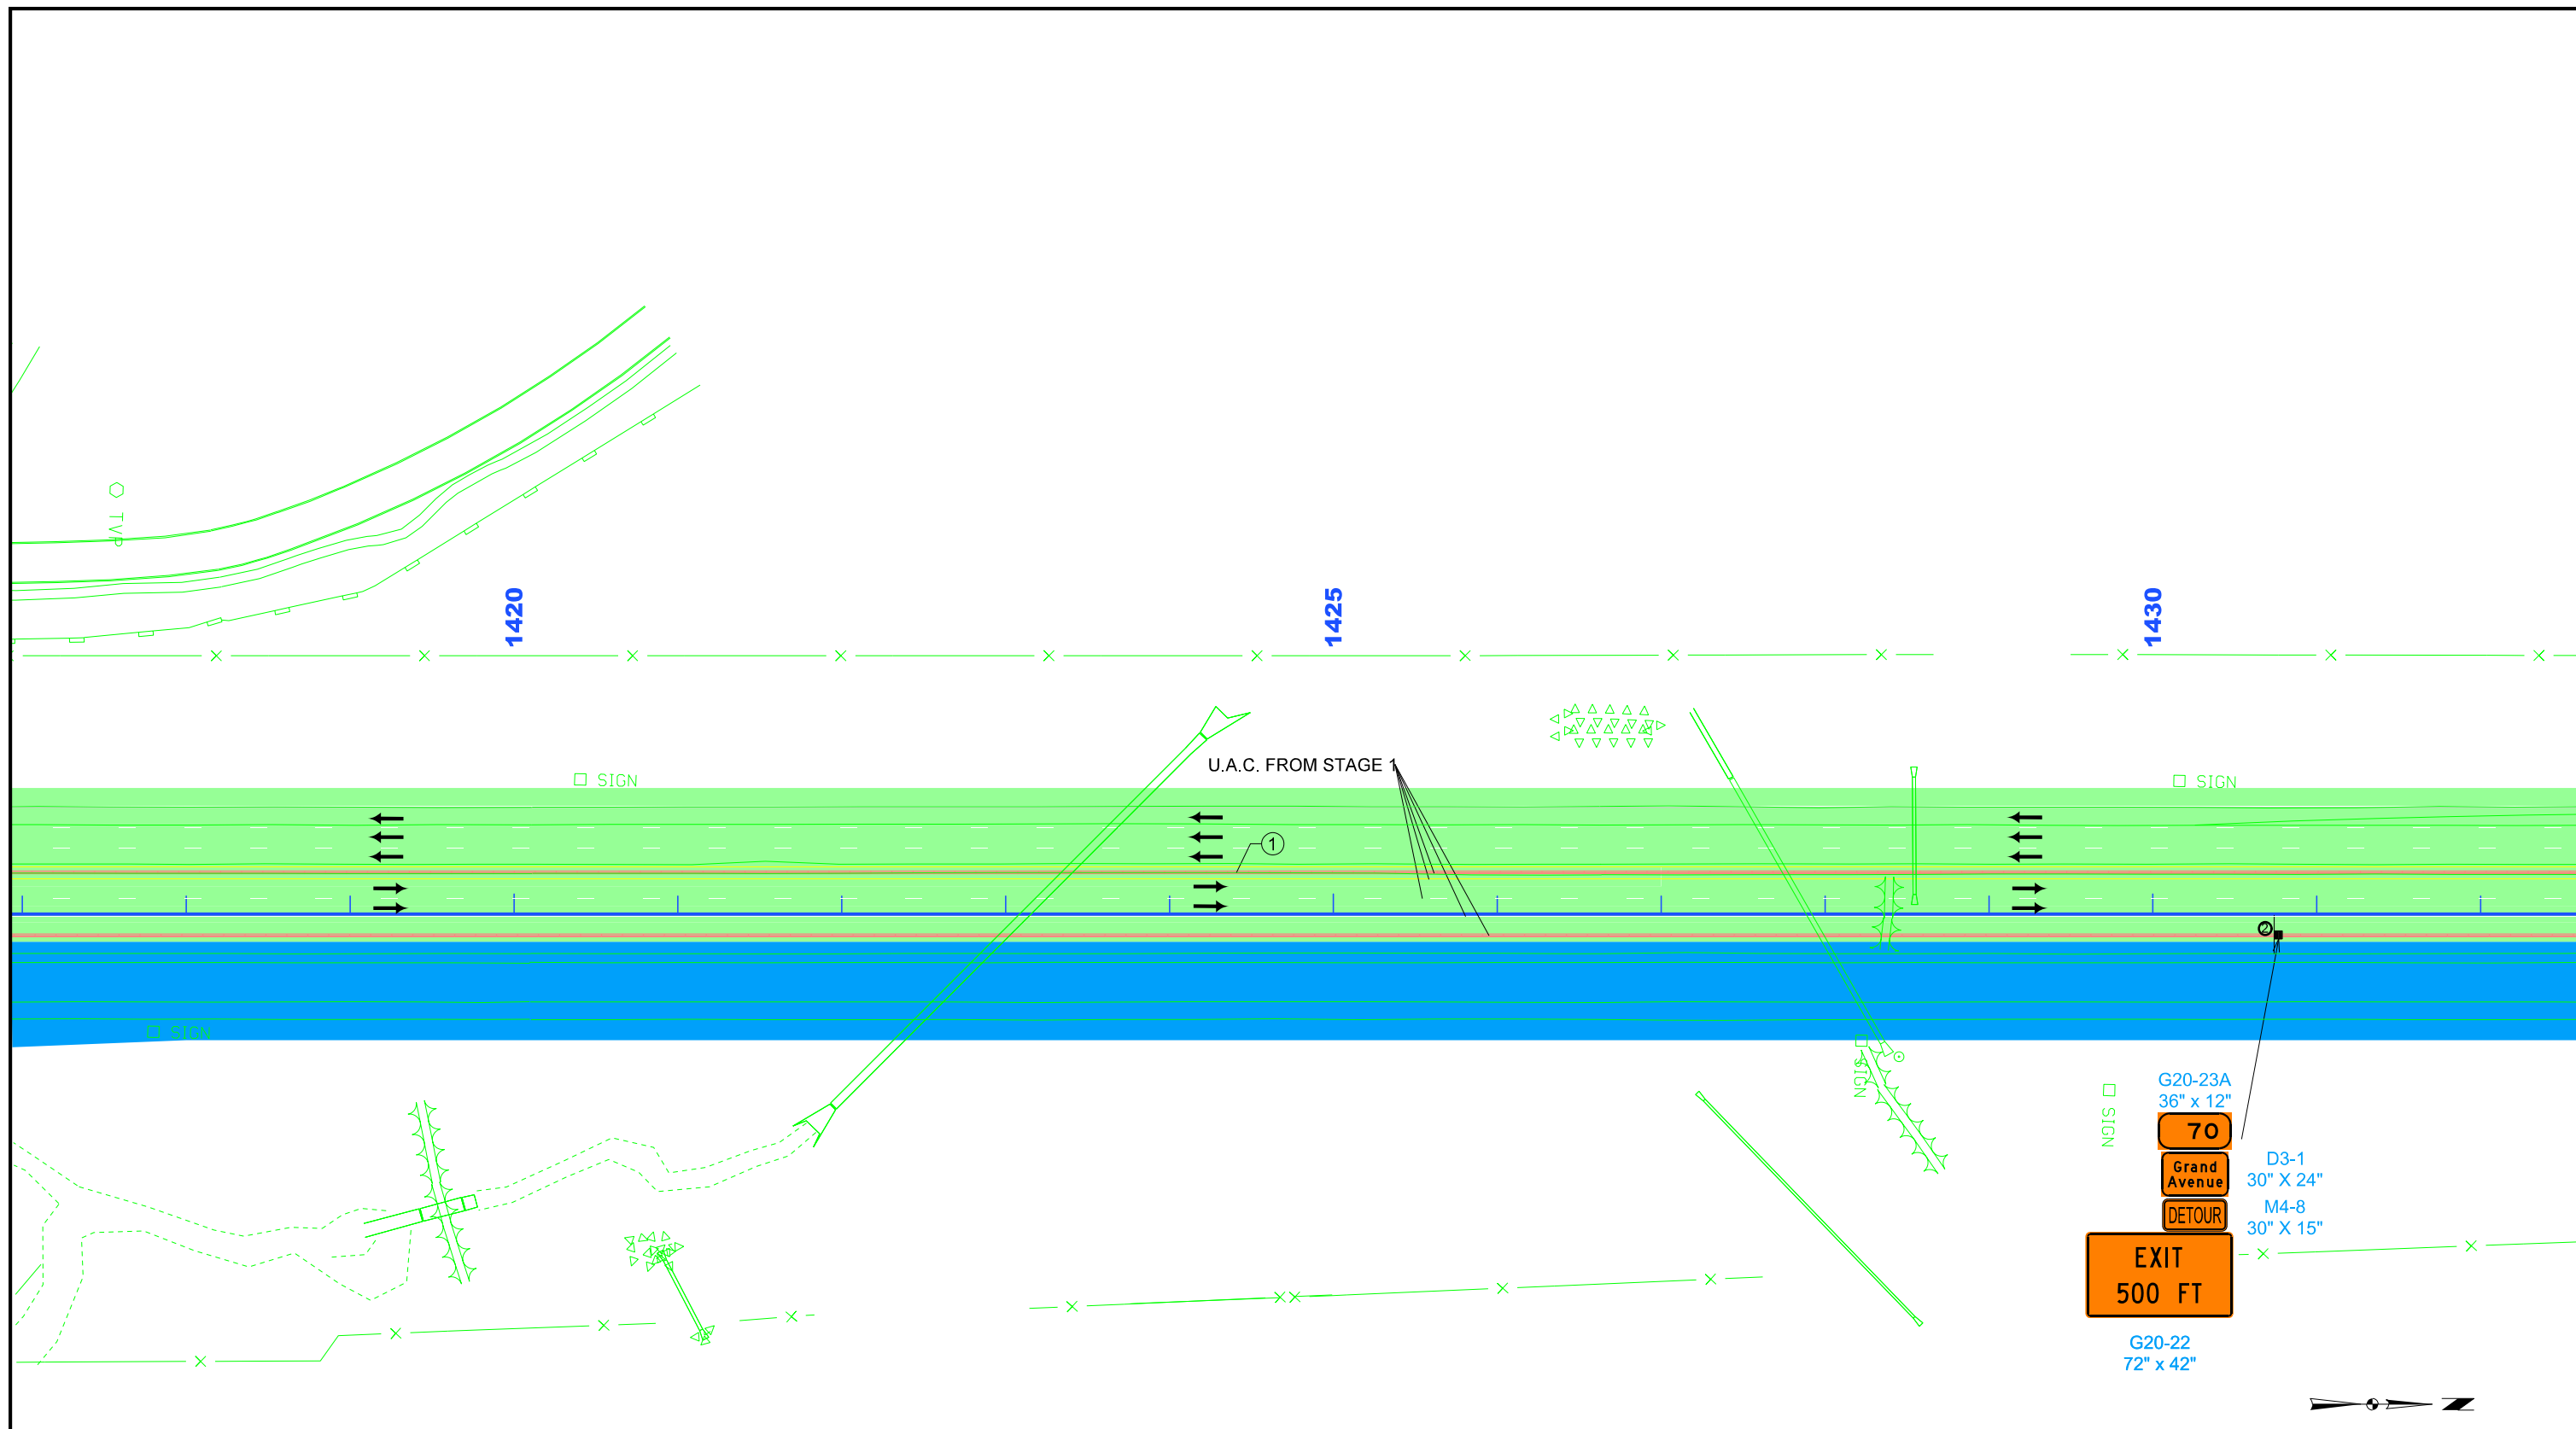 TVP
1420
1425
1430
U.A.C. FROM STAGE 1
SIGN
SIGN
1
2
SIGN
SIGN
SIGN
G20-23A
36" x 12"
70
Grand
Avenue
D3-1
30" X 24"
DETOUR
M4-8
30" X 15"
EXIT
500 FT
G20-22
72" x 42"
N